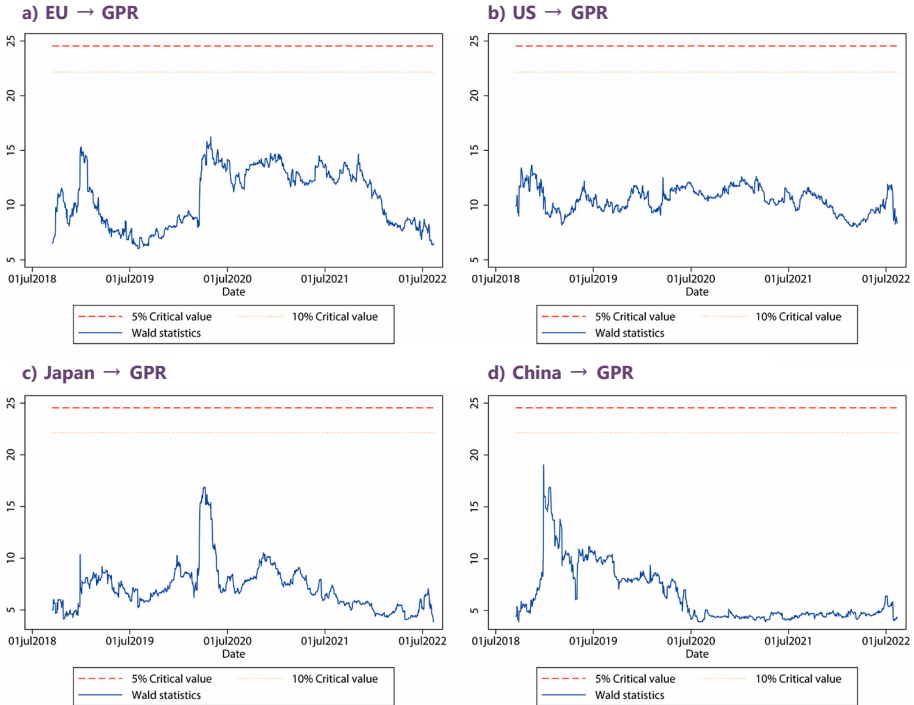 a) EU → GPR
25
20
15
10
5
01jul2018 01jul2019 01jul2020 01jul2021 01jul2022
Date
5% Critical value 10% Critical value
Wald statistics
b) US → GPR
25
20
15
10
5
01jul2018 01jul2019 01jul2020 01jul2021 01jul2022
Date
5% Critical value 10% Critical value
Wald statistics
c) Japan → GPR
25
20
15
10
5
01jul2018 01jul2019 01jul2020 01jul2021 01jul2022
Date
5% Critical value 10% Critical value
Wald statistics
d) China → GPR
25
20
15
10
5
01jul2018 01jul2019 01jul2020 01jul2021 01jul2022
Date
5% Critical value 10% Critical value
Wald statistics